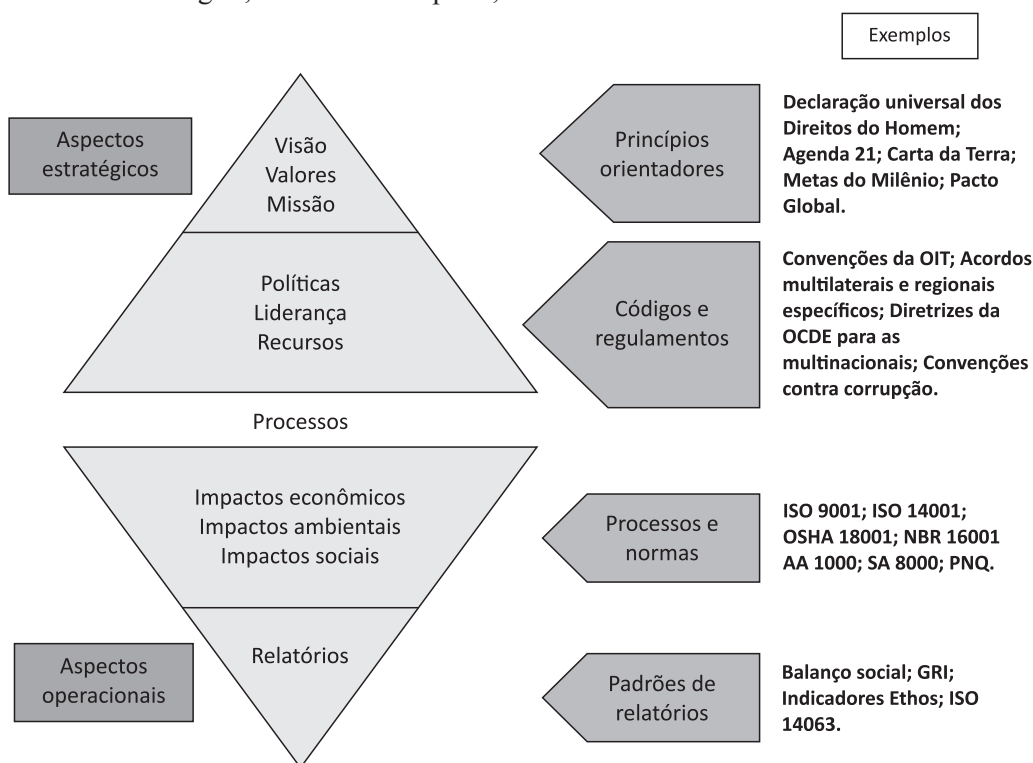 Exemplos
Aspectos
estratégicos
Visão
Valores
Missão
Princípios
orientadores
Declaração universal dos
Direitos do Homem;
Agenda 21; Carta da Terra;
Metas do Milênio; Pacto
Global.
Políticas
Liderança
Recursos
Códigos e
regulamentos
Convenções da OIT; Acordos
multilaterais e regionais
específicos; Diretrizes da
OCDE para as
multinacionais; Convenções
contra corrupção.
Processos
Impactos econômicos
Impactos ambientais
Impactos sociais
Processos e
normas
ISO 9001; ISO 14001;
OSHA 18001; NBR 16001
AA 1000; SA 8000; PNQ.
Aspectos
operacionais
Relatórios
Padrões de
relatórios
Balanço social; GRI;
Indicadores Ethos; ISO
14063.